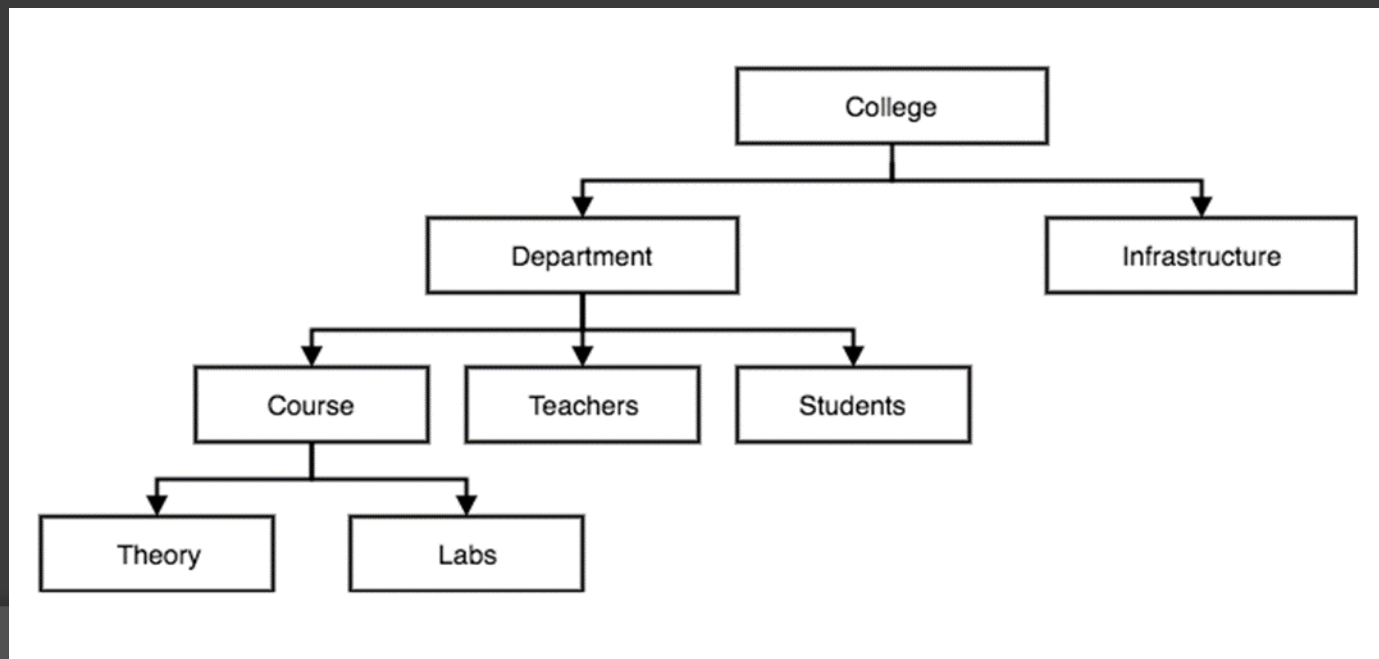 College
Department
Infrastructure
Course
Teachers
Students
Theory
Labs